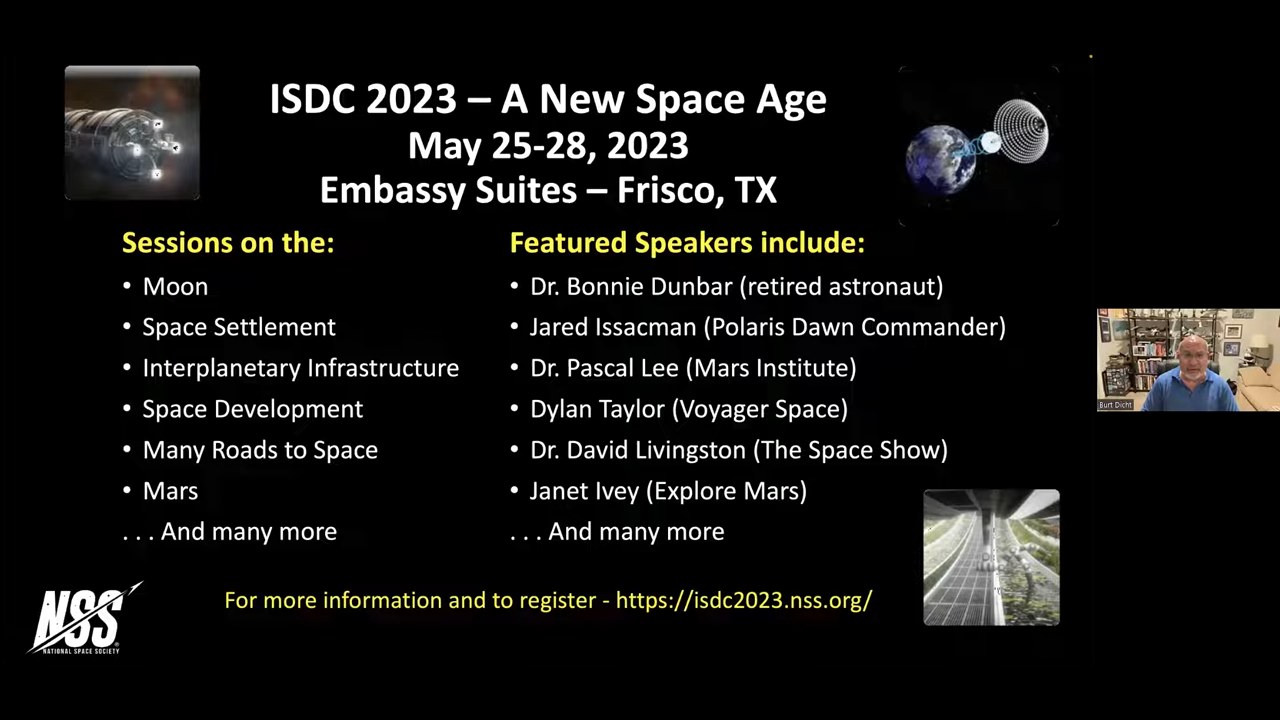 ISDC 2023 – A New Space Age
May 25-28, 2023
Embassy Suites – Frisco, TX
Sessions on the:
• Moon
• Space Settlement
• Interplanetary Infrastructure
• Space Development
• Many Roads to Space
• Mars
. . . And many more
Featured Speakers include:
• Dr. Bonnie Dunbar (retired astronaut)
• Jared Issacman (Polaris Dawn Commander)
• Dr. Pascal Lee (Mars Institute)
• Dylan Taylor (Voyager Space)
• Dr. David Livingston (The Space Show)
• Janet Ivey (Explore Mars)
. . . And many more
Burt Dicht
For more information and to register - https://isdc2023.nss.org/
NSS
NATIONAL SPACE SOCIETY